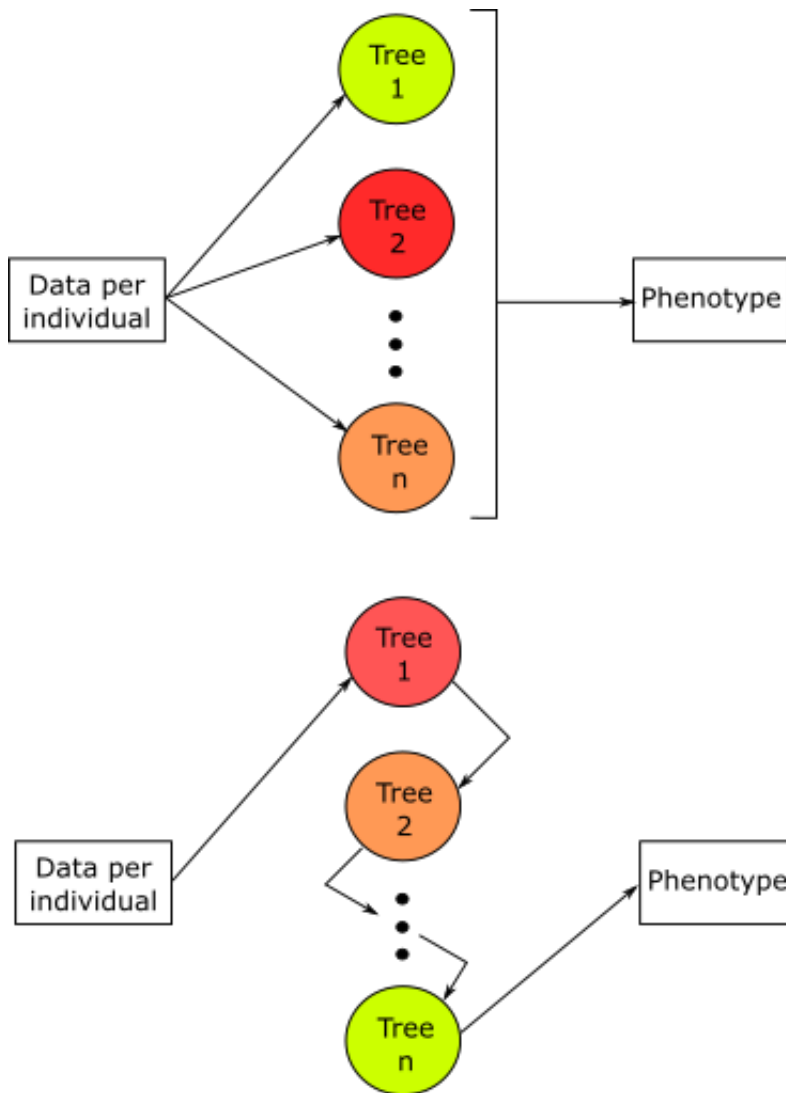 Tree
1
Tree
2
Data per
individual
Phenotype
Tree
n
Tree
1
Tree
2
Data per
individual
Phenotype
Tree
n